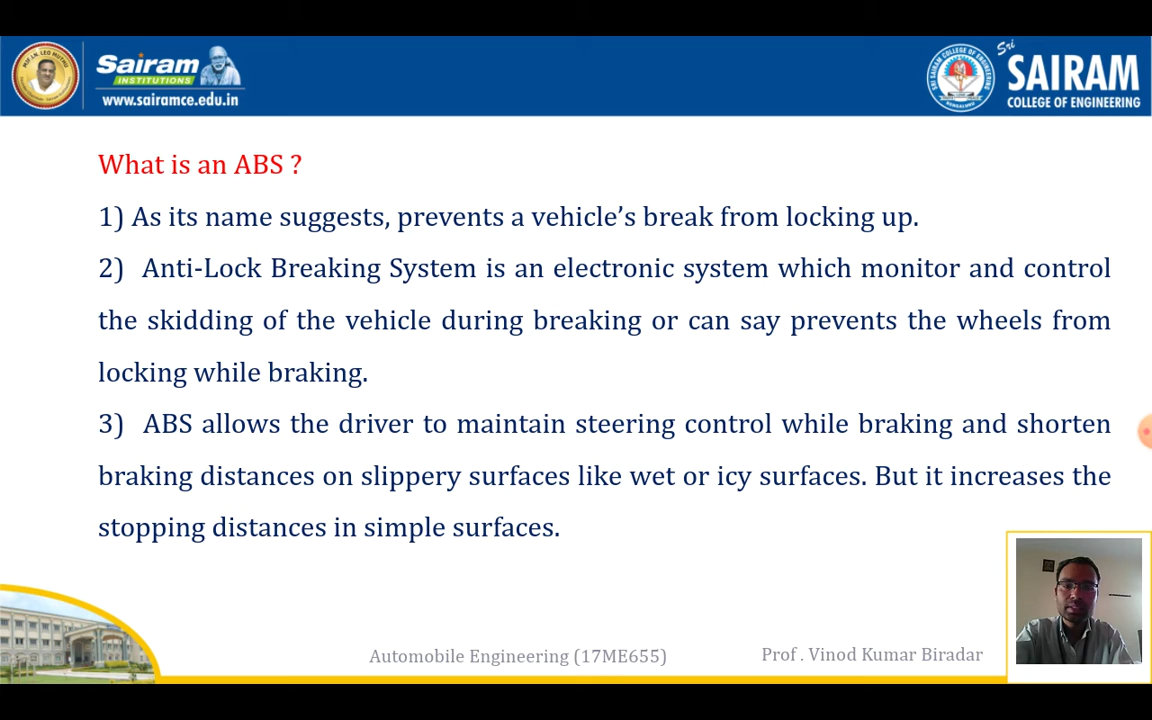 Sairam
INSTITUTIONS
www.sairamce.edu.in
Sri
SAIRAM
COLLEGE OF ENGINEERING
What is an ABS ?
1) As its name suggests, prevents a vehicle’s break from locking up.
2) Anti-Lock Breaking System is an electronic system which monitor and control
the skidding of the vehicle during breaking or can say prevents the wheels from
locking while braking.
3) ABS allows the driver to maintain steering control while braking and shorten
braking distances on slippery surfaces like wet or icy surfaces. But it increases the
stopping distances in simple surfaces.
Automobile Engineering (17ME655)
Prof . Vinod Kumar Biradar